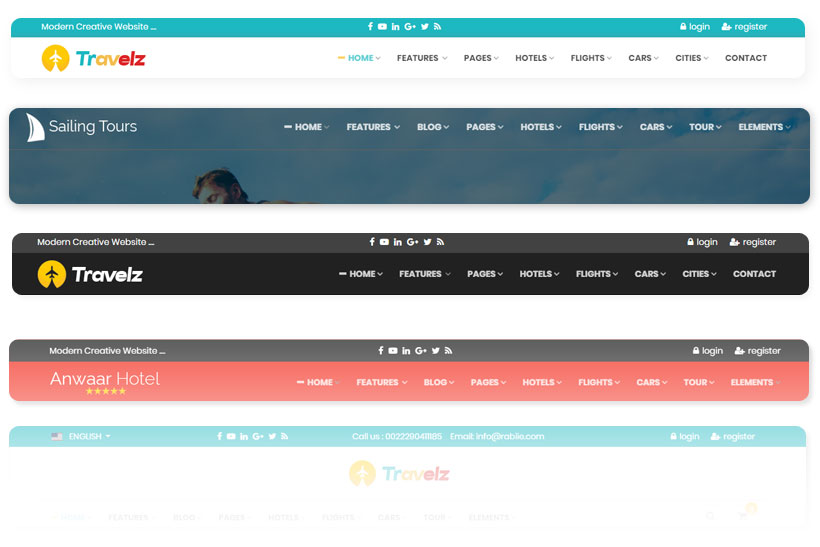 Modern Creative Website ... login register
Travelz HOME FEATURES PAGES HOTELS FLIGHTS CARS CITIES CONTACT
Sailing Tours HOME FEATURES BLOG PAGES HOTELS FLIGHTS CARS TOUR ELEMENTS
Modern Creative Website ... login register
Travelz HOME FEATURES PAGES HOTELS FLIGHTS CARS CITIES CONTACT
Modern Creative Website ... login register
Anwaar Hotel HOME FEATURES BLOG PAGES HOTELS FLIGHTS CARS TOUR ELEMENTS
ENGLISH Call us : 0022290441185 Email: info@rablie.com login register
Travelz
HOME FEATURES BLOG PAGES HOTELS FLIGHTS CARS TOUR ELEMENTS